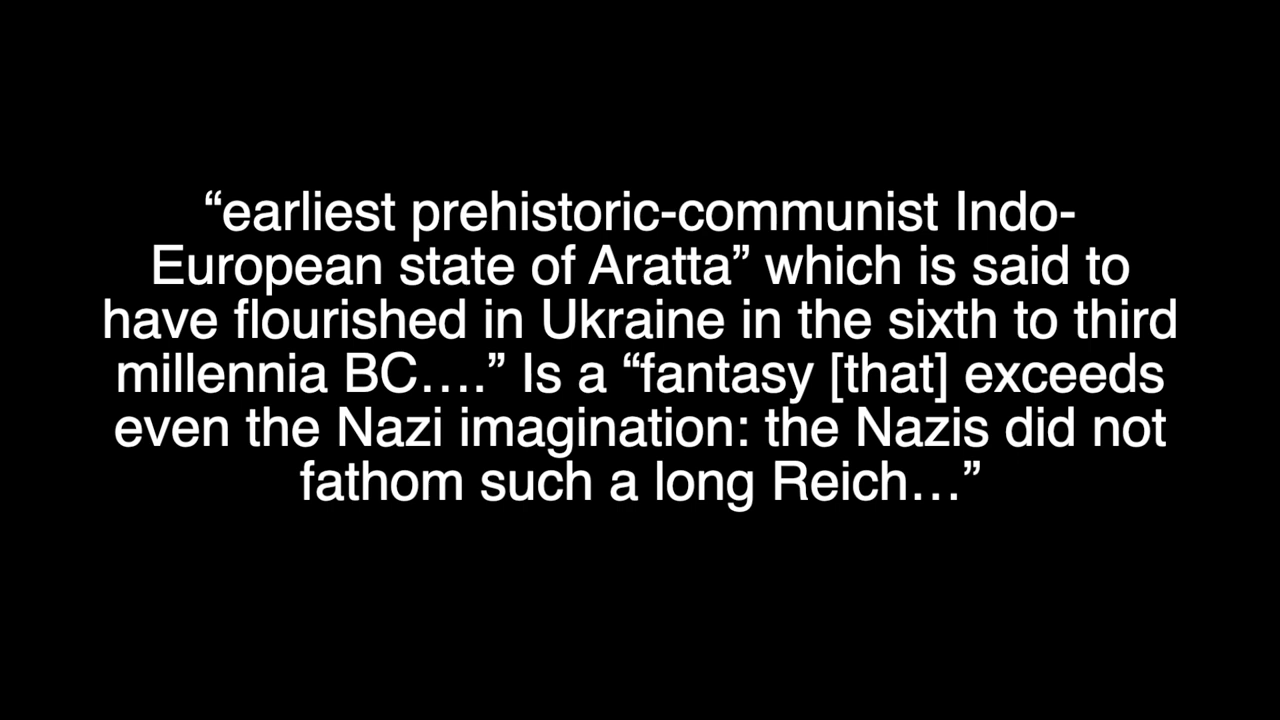 “earliest prehistoric-communist Indo-
European state of Aratta” which is said to
have flourished in Ukraine in the sixth to third
millennia BC….” Is a “fantasy [that] exceeds
even the Nazi imagination: the Nazis did not
fathom such a long Reich…”